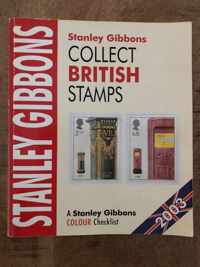 STANLEY GIBBONS
Stanley Gibbons
COLLECT
BRITISH
STAMPS
A Stanley Gibbons
COLOUR Checklist
2003